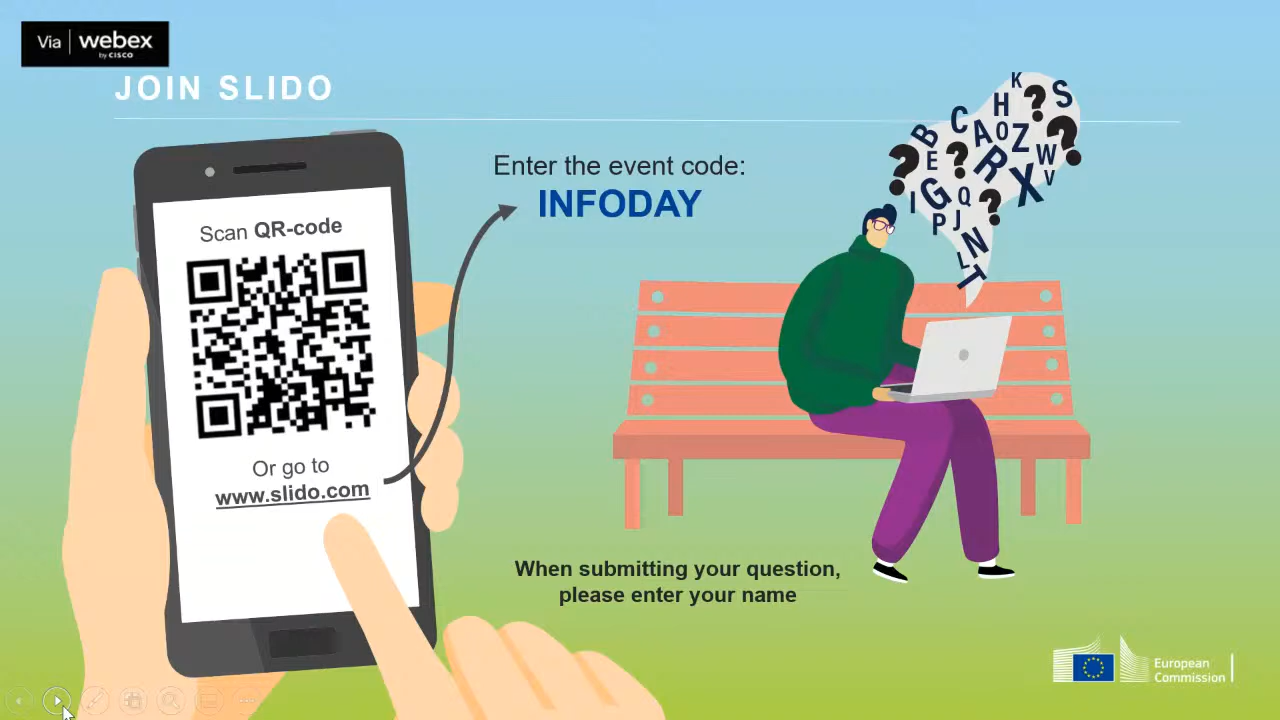 Via webex
by CISCO
JOIN SLIDO
Enter the event code:
INFODAY
Scan QR-code
Or go to
www.slido.com
K
S
H
C
A O Z
B
E
R
W
V
X
I G Q
P J
N
L
T
? ? ? ? ?
When submitting your question,
please enter your name
European
Commission